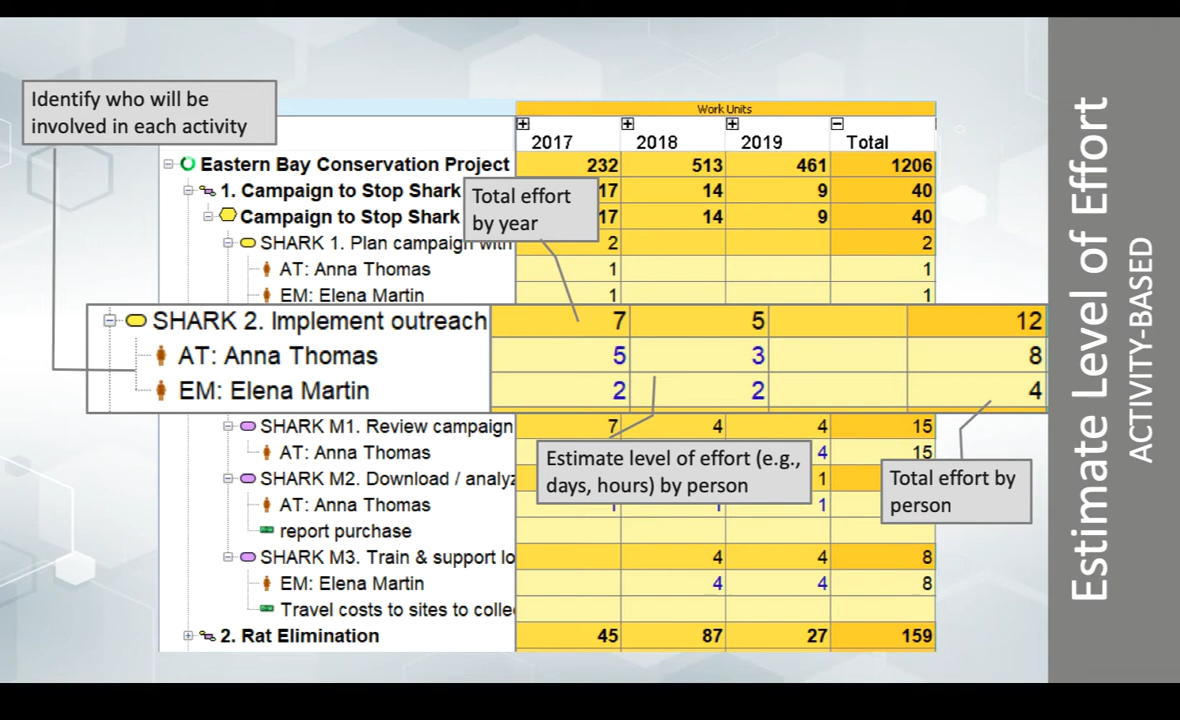 Identify who will be
involved in each activity
Work Units
2017 2018 2019 Total
Eastern Bay Conservation Project 232 513 461 1206
1. Campaign to Stop Shark 17 14 9 40
Campaign to Stop Shark 17 14 9 40
Total effort
by year
SHARK 1. Plan campaign with 2 2
AT: Anna Thomas 1 1
EM: Elena Martin 1 1
SHARK 2. Implement outreach 7 5 12
AT: Anna Thomas 5 3 8
EM: Elena Martin 2 2 4
SHARK M1. Review campaign 7 4 4 15
AT: Anna Thomas 4 15
Estimate level of effort (e.g.,
days, hours) by person
Total effort by
person
SHARK M2. Download / analyz 1
AT: Anna Thomas 1
report purchase
SHARK M3. Train & support lo 4 4 8
EM: Elena Martin 4 4 8
Travel costs to sites to colle
2. Rat Elimination 45 87 27 159
Estimate Level of Effort
ACTIVITY-BASED